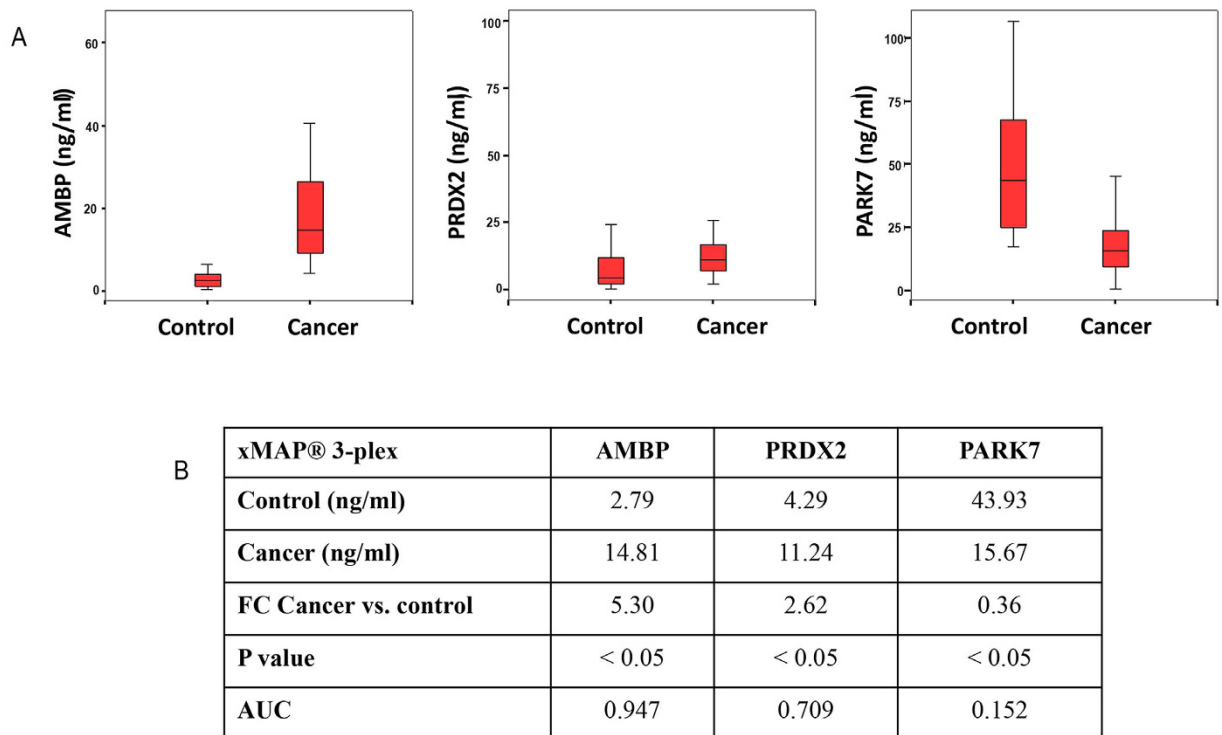 A
AMBP (ng/ml)
60
40
20
0
Control Cancer
PRDX2 (ng/ml)
100
75
50
25
0
Control Cancer
PARK7 (ng/ml)
100
75
50
25
0
Control Cancer
B
xMAP® 3-plex AMBP PRDX2 PARK7
Control (ng/ml) 2.79 4.29 43.93
Cancer (ng/ml) 14.81 11.24 15.67
FC Cancer vs. control 5.30 2.62 0.36
P value < 0.05 < 0.05 < 0.05
AUC 0.947 0.709 0.152